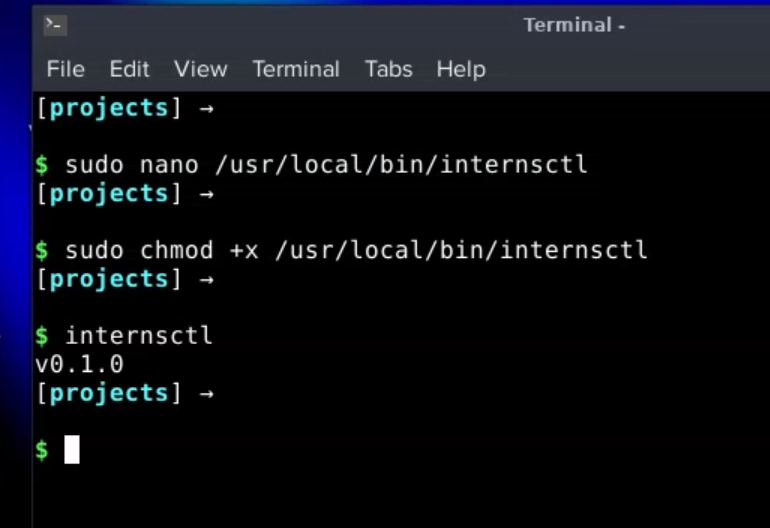 Terminal -
File Edit View Terminal Tabs Help
[projects] →
$ sudo nano /usr/local/bin/internsctl
[projects] →
$ sudo chmod +x /usr/local/bin/internsctl
[projects] →
$ internsctl
v0.1.0
[projects] →
$